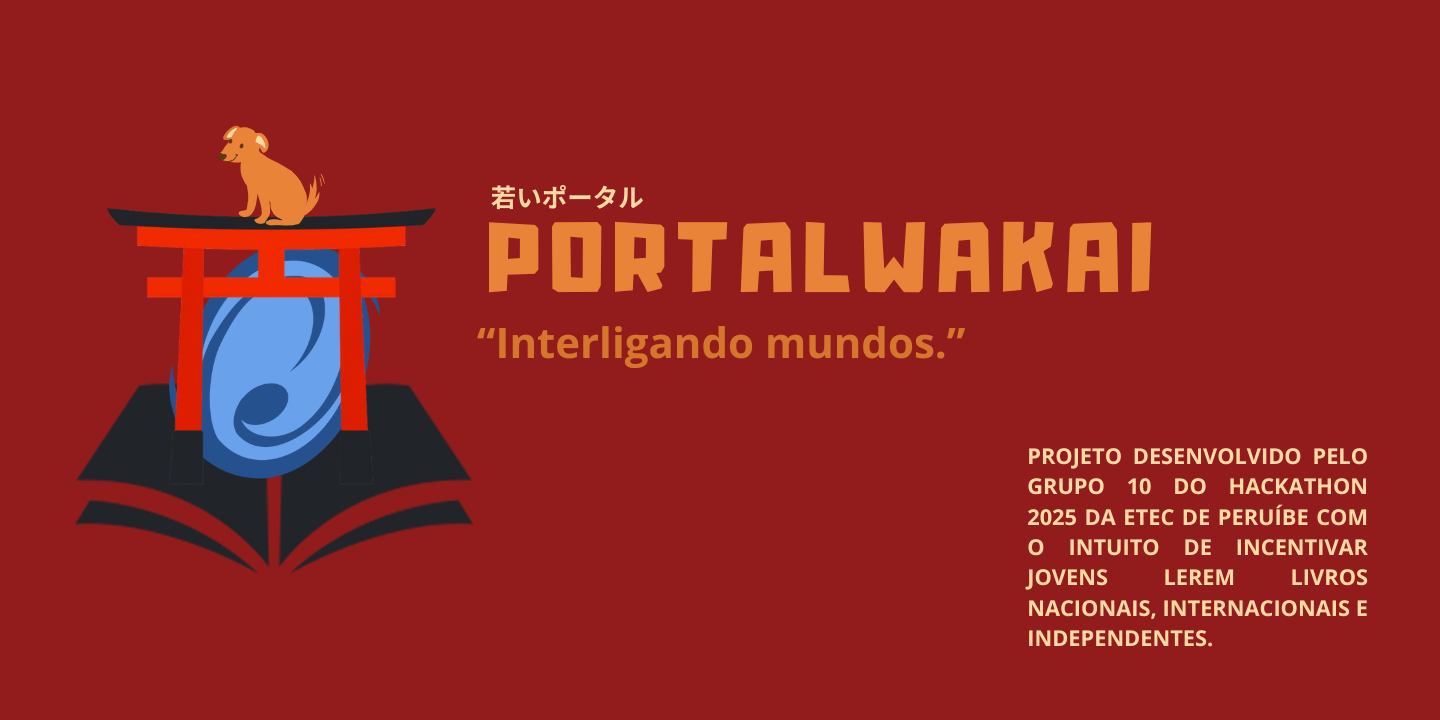 若いポータル
PORTALWAKAI
“Interligando mundos.”
PROJETO DESENVOLVIDO PELO
GRUPO 10 DO HACKATHON
2025 DA ETEC DE PERUÍBE COM
O INTUITO DE INCENTIVAR
JOVENS LEREM LIVROS
NACIONAIS, INTERNACIONAIS E
INDEPENDENTES.